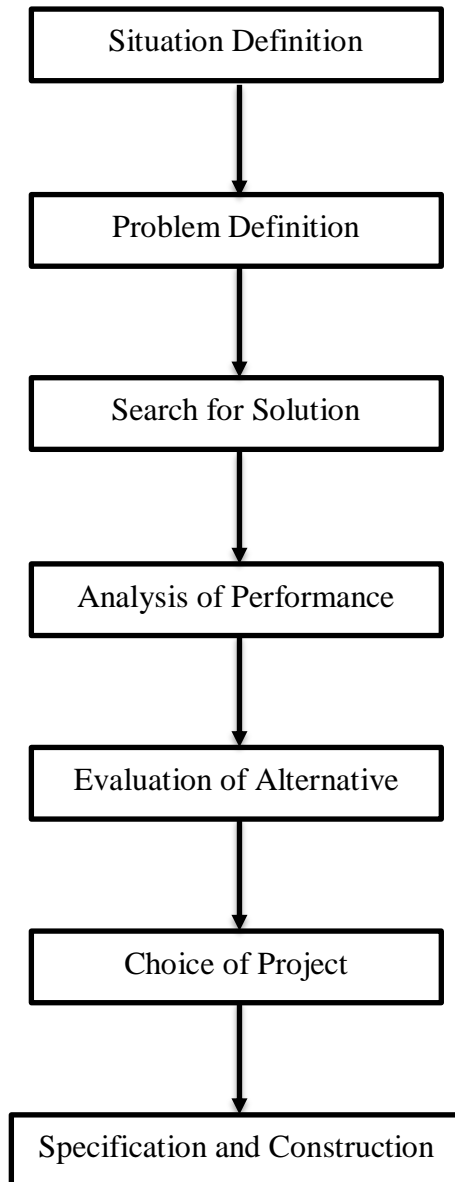 Situation Definition
Problem Definition
Search for Solution
Analysis of Performance
Evaluation of Alternative
Choice of Project
Specification and Construction